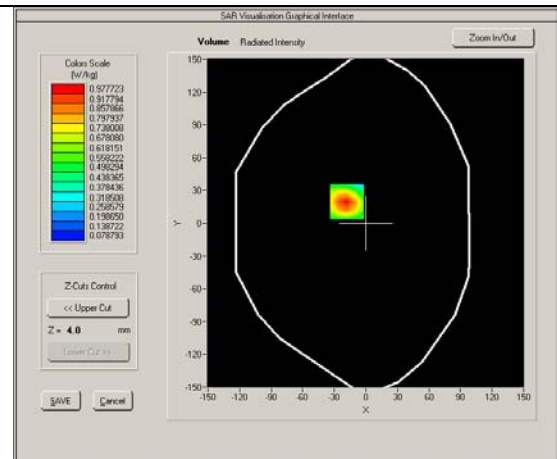 SAR Visualisation Graphical Interface
Volume Radiated Intensity
Zoom In/Out
Colors Scale
(W/kg)
0.977723
0.917794
0.857866
0.797937
0.738008
0.678080
0.618151
0.558222
0.498294
0.438365
0.378436
0.318508
0.258579
0.198650
0.138722
0.078793
Z-Cuts Control
<< Upper Cut
Z = 4.0 mm
Lower Cut >>
SAVE Cancel
150
120
90
60
30
0
-30
-60
-90
-120
-150
Y
-150 -120 -90 -60 -30 0 30 60 90 120 150
X